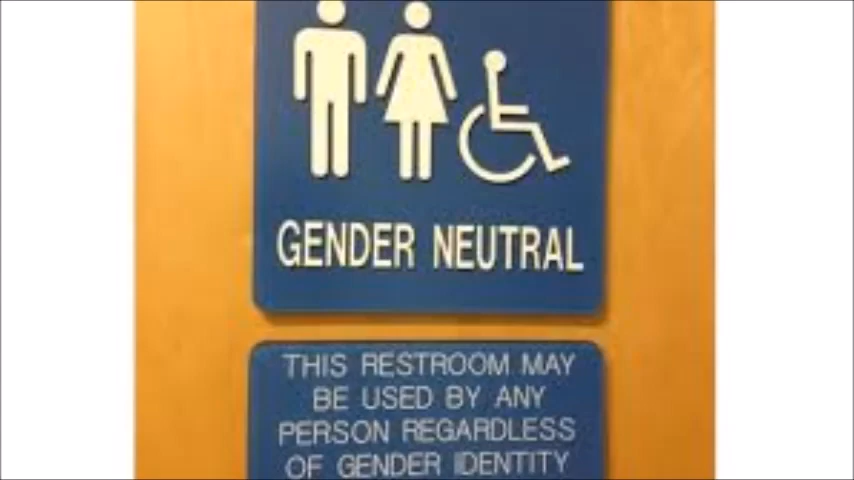 GENDER NEUTRAL
THIS RESTROOM MAY
BE USED BY ANY
PERSON REGARDLESS
OF GENDER IDENTITY